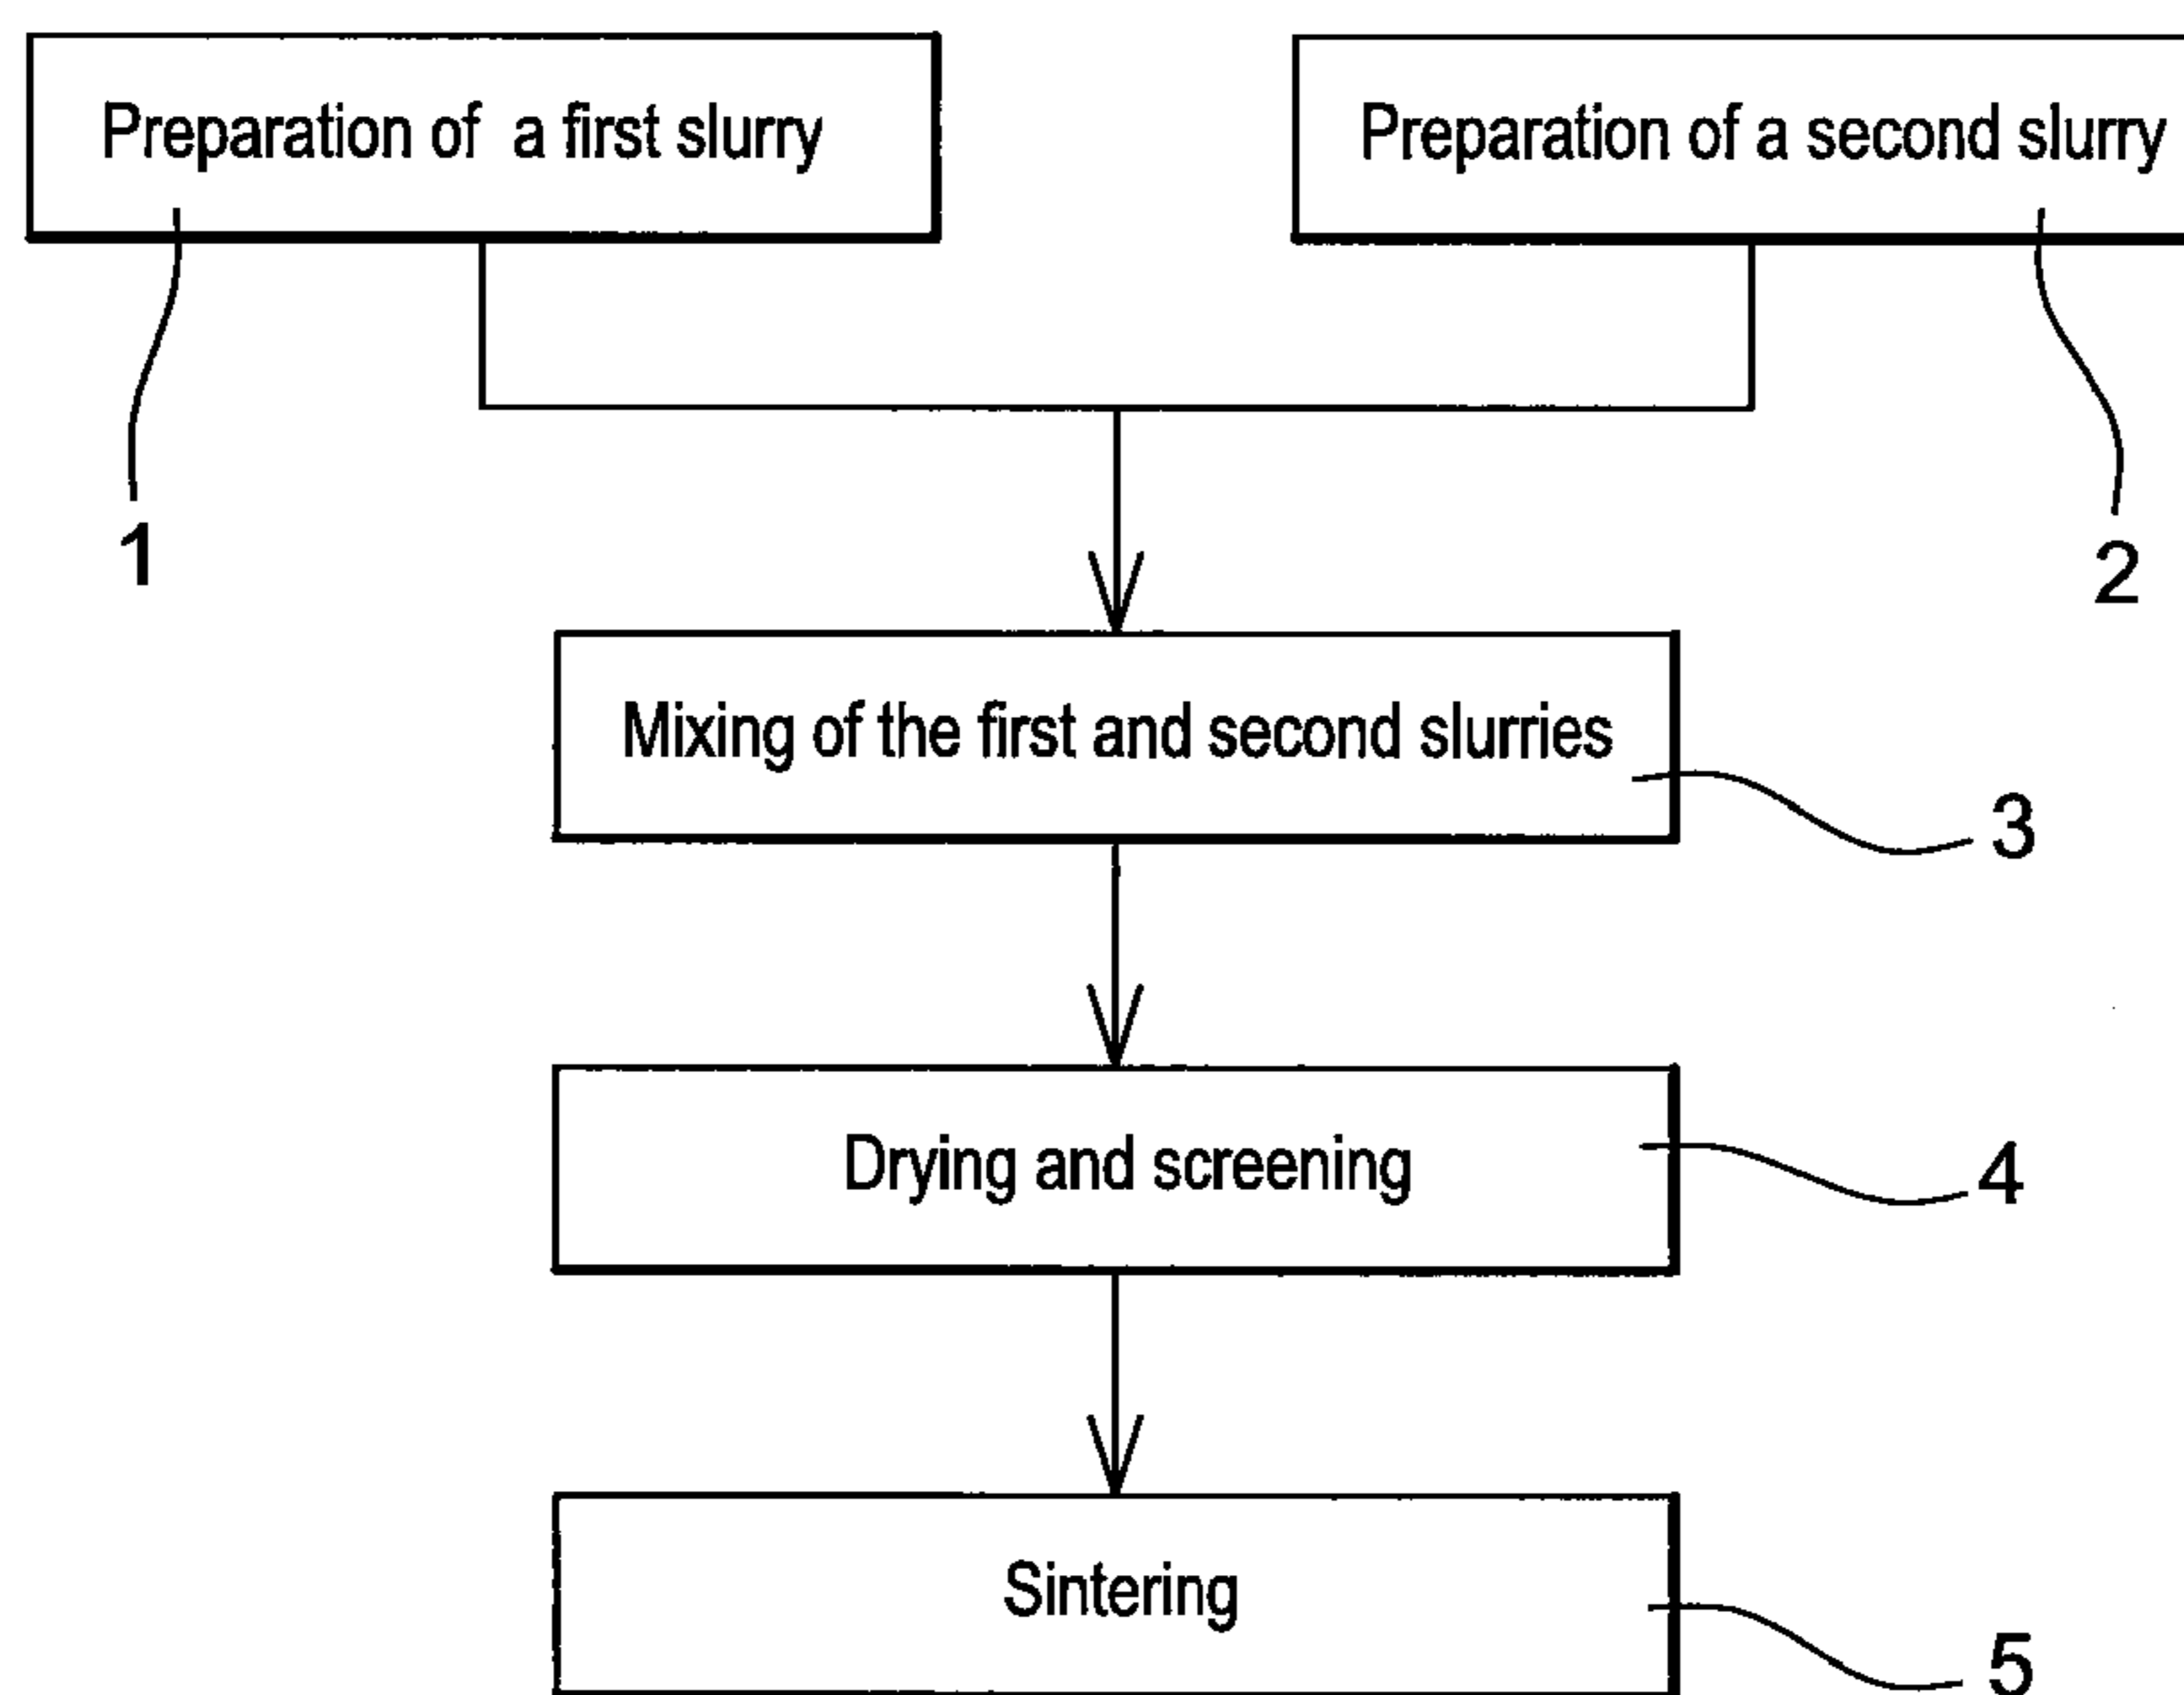 Preparation of a first slurry
Preparation of a second slurry
1
2
Mixing of the first and second slurries
3
Drying and screening
4
Sintering
5